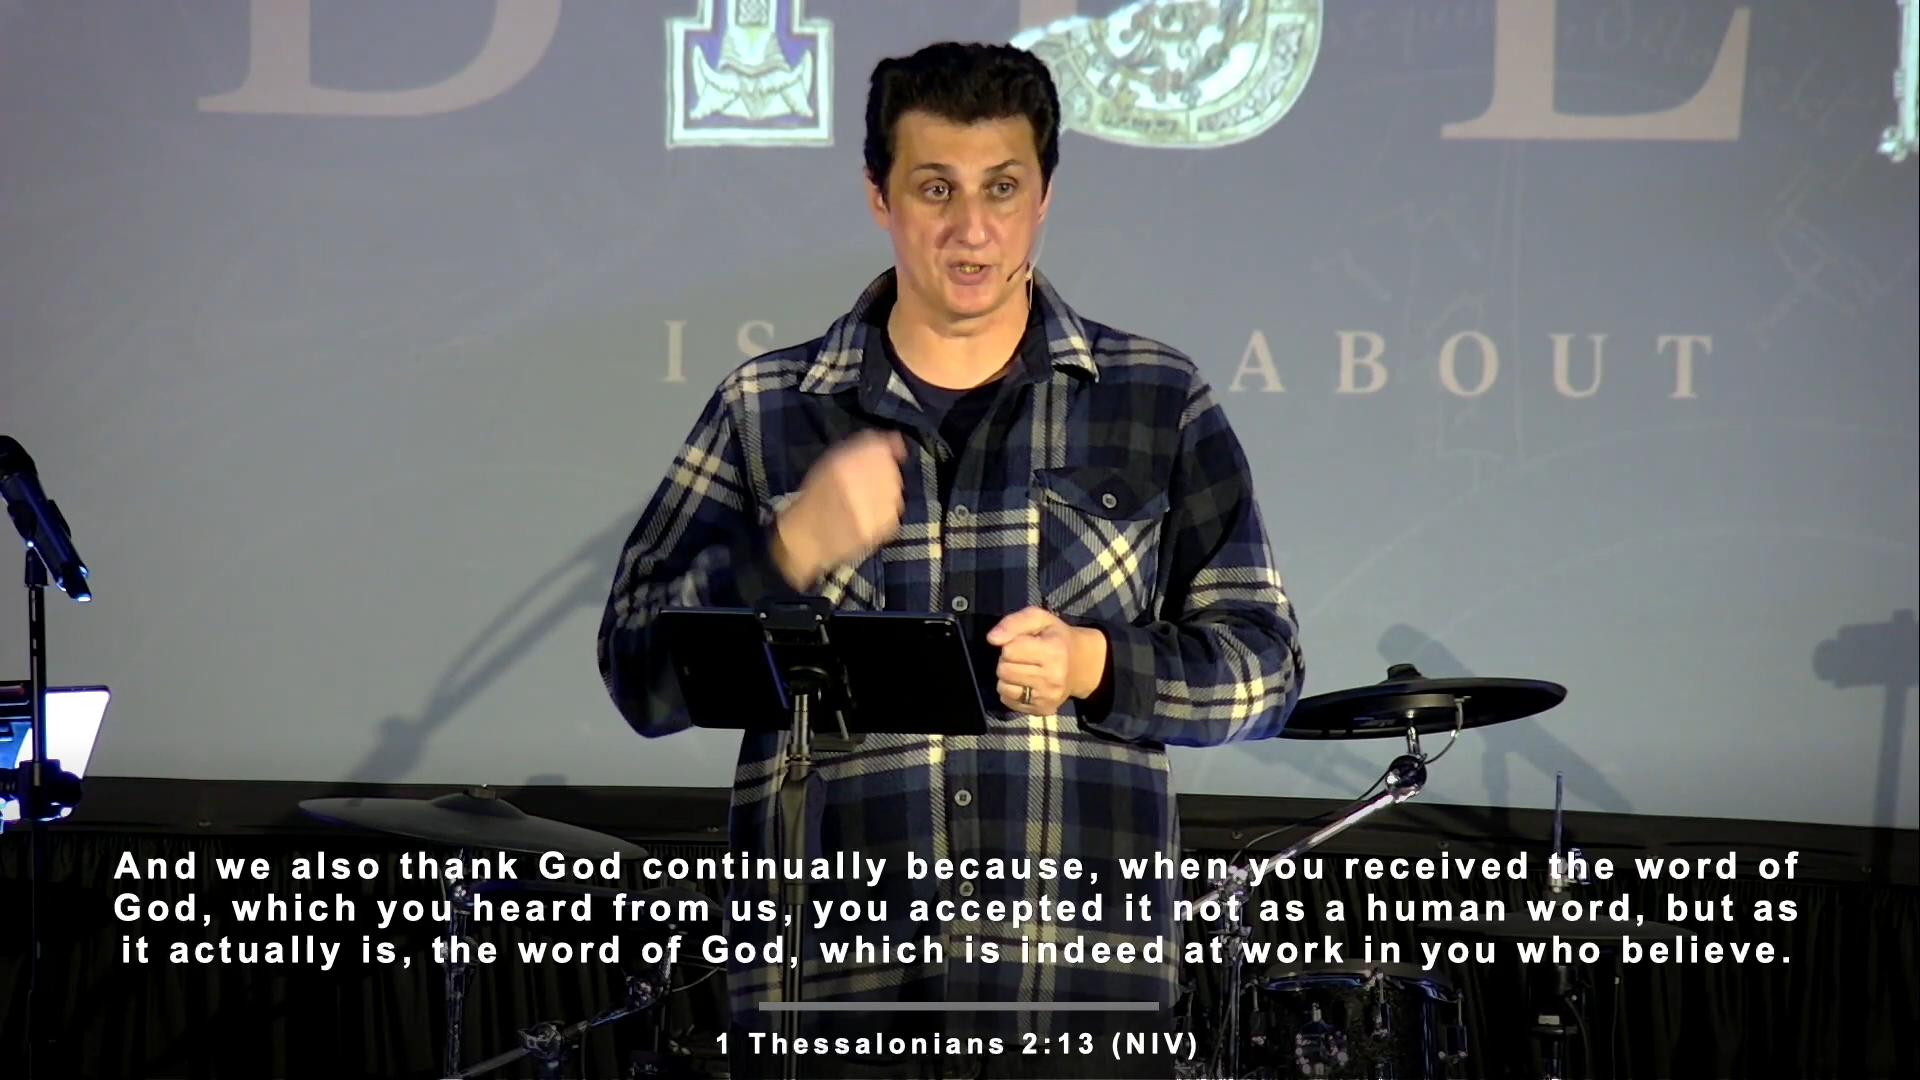 BIBLE
IS ABOUT
And we also thank God continually because, when you received the word of
God, which you heard from us, you accepted it not as a human word, but as
it actually is, the word of God, which is indeed at work in you who believe.
1 Thessalonians 2:13 (NIV)